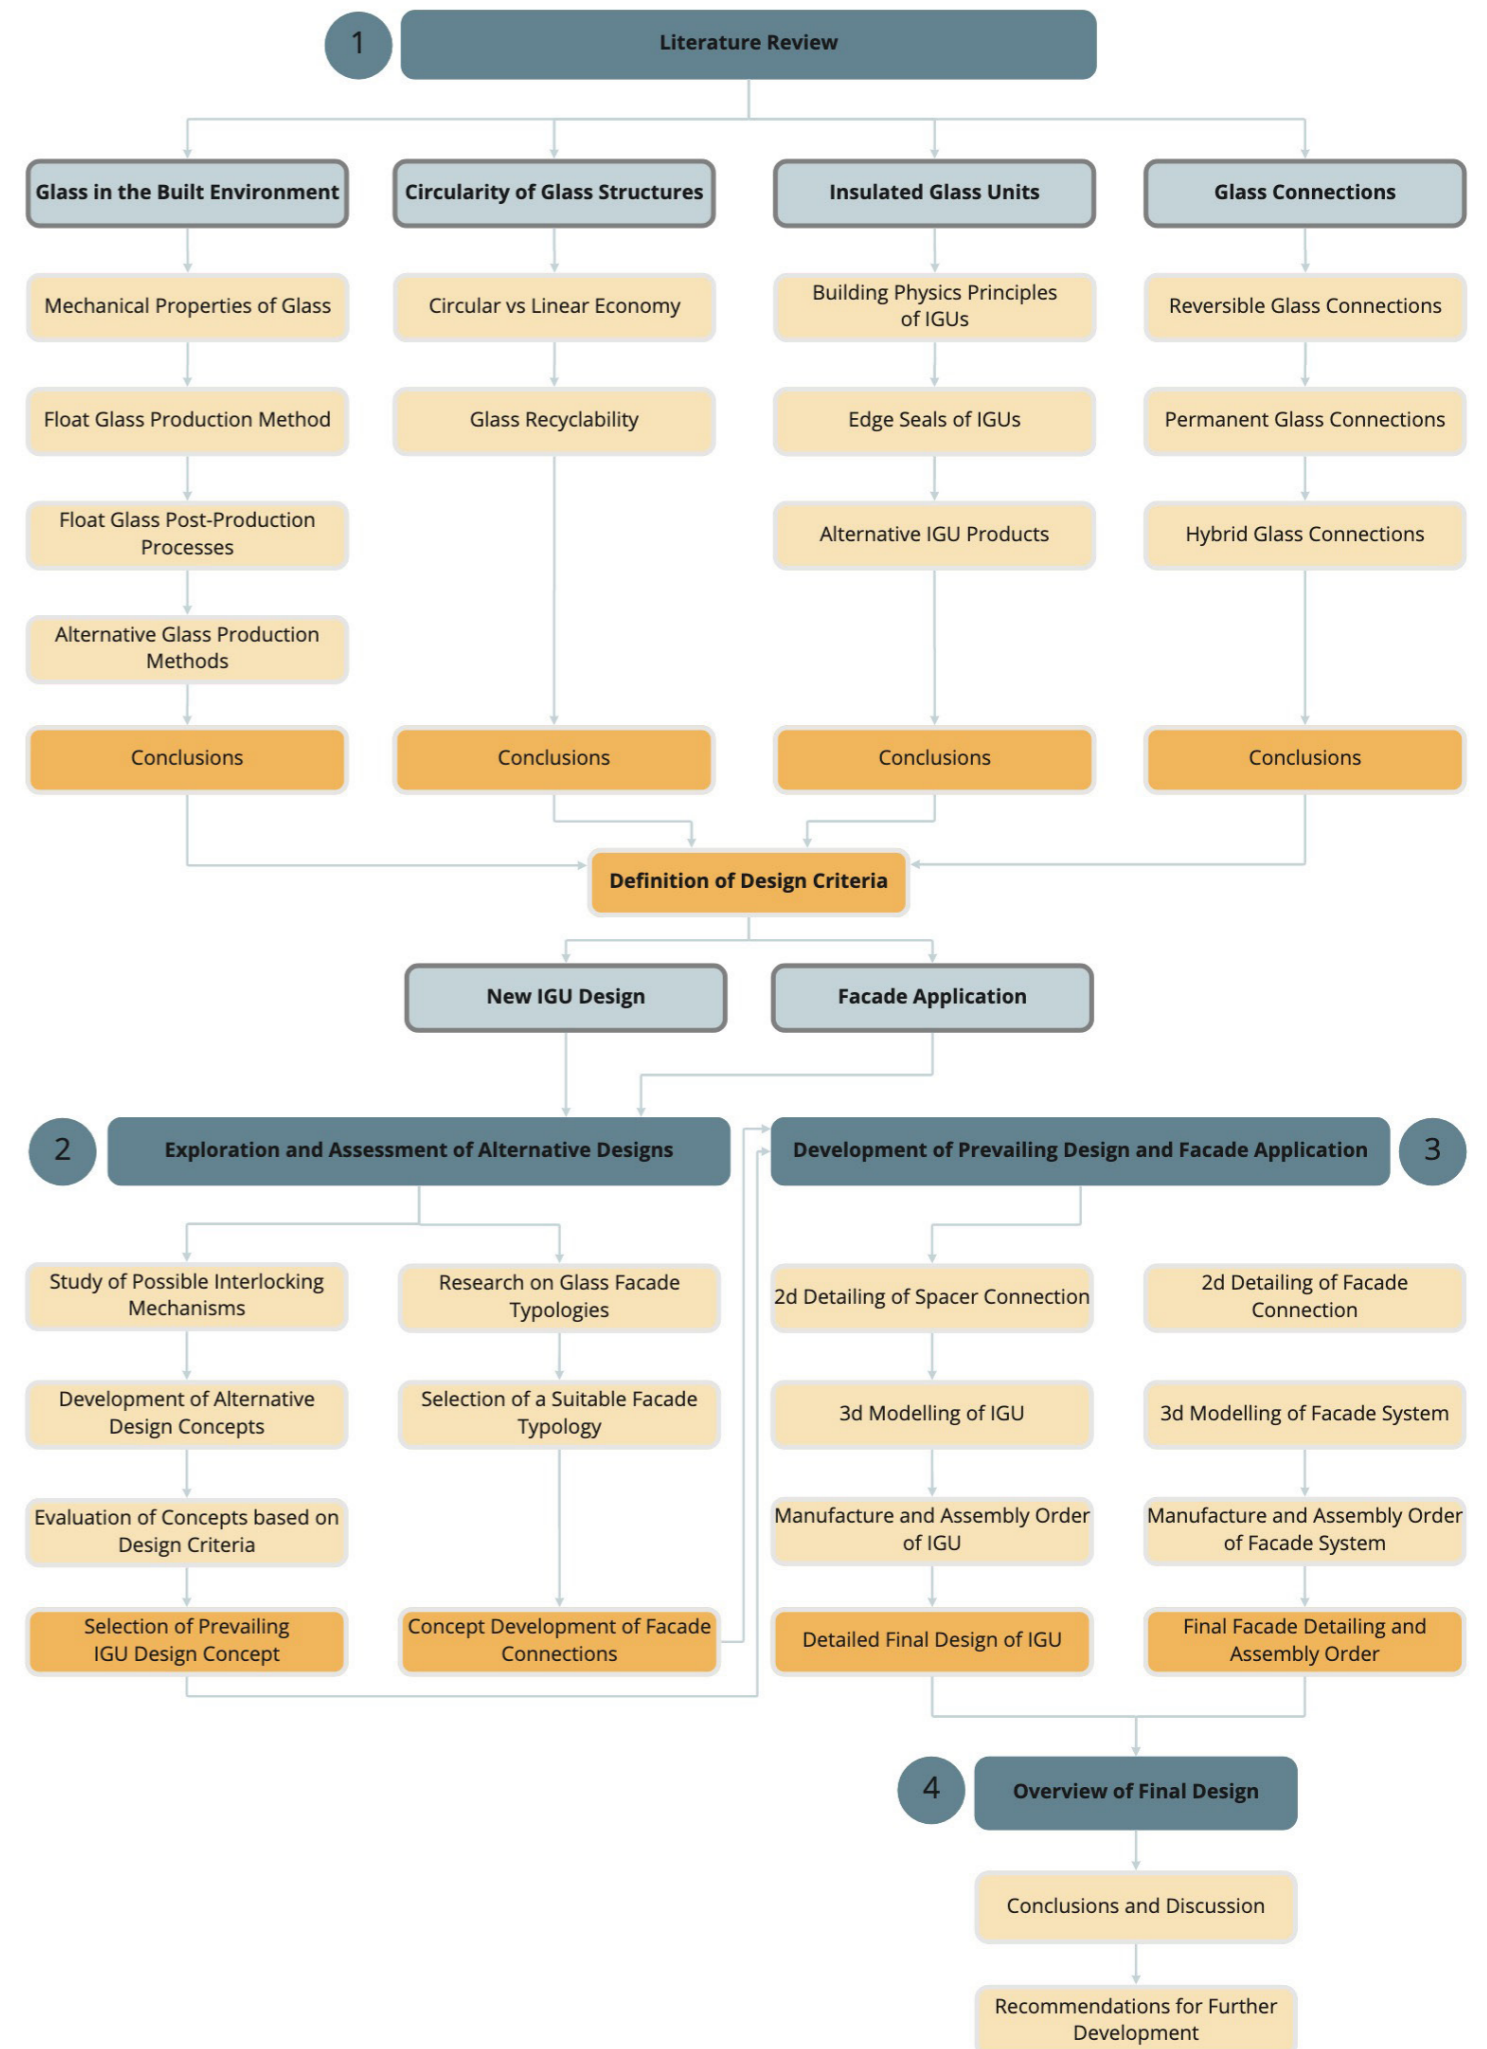 1
Literature Review
Glass in the Built Environment
Circularity of Glass Structures
Insulated Glass Units
Glass Connections
Mechanical Properties of Glass
Circular vs Linear Economy
Building Physics Principles
of IGUs
Reversible Glass Connections
Float Glass Production Method
Glass Recyclability
Edge Seals of IGUs
Permanent Glass Connections
Float Glass Post-Production
Processes
Alternative IGU Products
Hybrid Glass Connections
Alternative Glass Production
Methods
Conclusions
Conclusions
Conclusions
Conclusions
Definition of Design Criteria
New IGU Design
Facade Application
2
Exploration and Assessment of Alternative Designs
Development of Prevailing Design and Facade Application
3
Study of Possible Interlocking
Mechanisms
Research on Glass Facade
Typologies
2d Detailing of Spacer Connection
2d Detailing of Facade
Connection
Development of Alternative
Design Concepts
Selection of a Suitable Facade
Typology
3d Modelling of IGU
3d Modelling of Facade System
Evaluation of Concepts based on
Design Criteria
Manufacture and Assembly Order
of IGU
Manufacture and Assembly Order
of Facade System
Selection of Prevailing
IGU Design Concept
Concept Development of Facade
Connections
Detailed Final Design of IGU
Final Facade Detailing and
Assembly Order
4
Overview of Final Design
Conclusions and Discussion
Recommendations for Further
Development